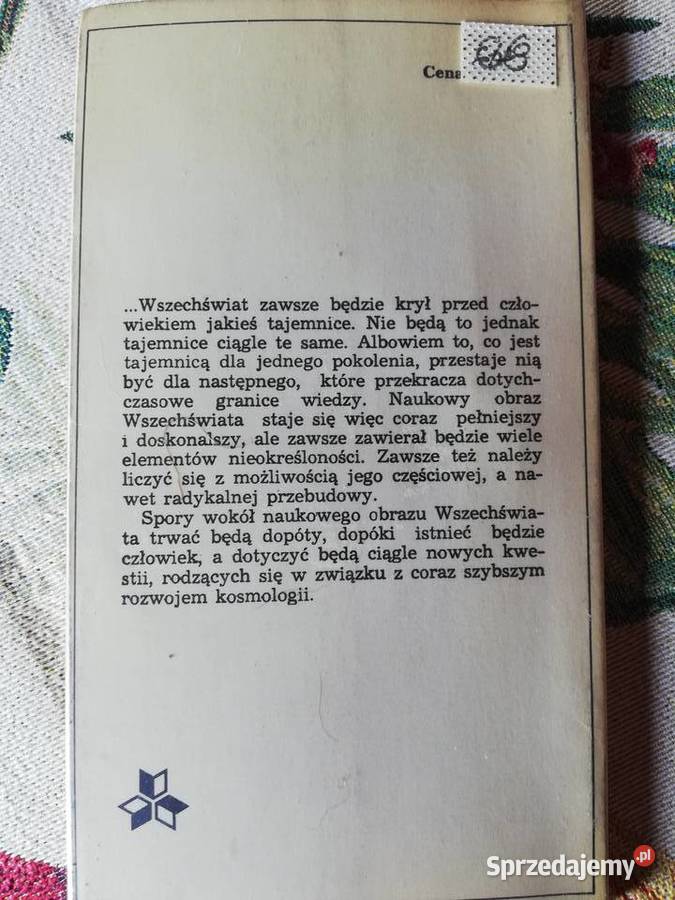 Cena
...Wszechświat zawsze będzie krył przed czło-
wiekiem jakieś tajemnice. Nie będą to jednak
tajemnice ciągle te same. Albowiem to, co jest
tajemnicą dla jednego pokolenia, przestaje nią
być dla następnego, które przekracza dotych-
czasowe granice wiedzy. Naukowy obraz
Wszechświata staje się więc coraz pełniejszy
i doskonalszy, ale zawsze zawierał będzie wiele
elementów nieokreśloności. Zawsze też należy
liczyć się z możliwością jego częściowej, a na-
wet radykalnej przebudowy.
Spory wokół naukowego obrazu Wszechświa-
ta trwać będą dopóty, dopóki istnieć będzie
człowiek, a dotyczyć będą ciągle nowych kwe-
stii, rodzących się w związku z coraz szybszym
rozwojem kosmologii.
Sprzedajemy.pl